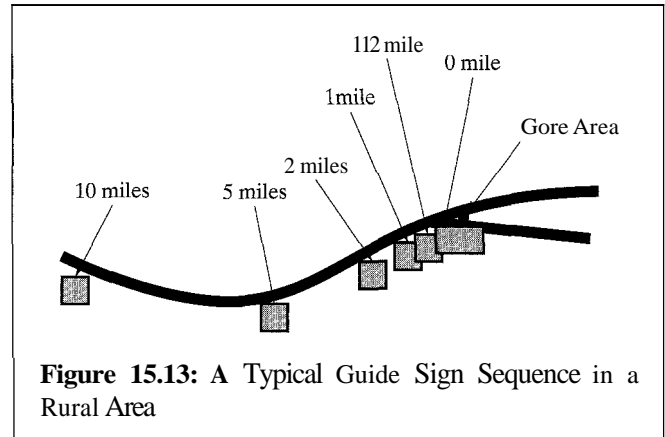 112 mile
0 mile
1mile
Gore Area
2 miles
10 miles
5 miles
Figure 15.13: A Typical Guide Sign Sequence in a
Rural Area